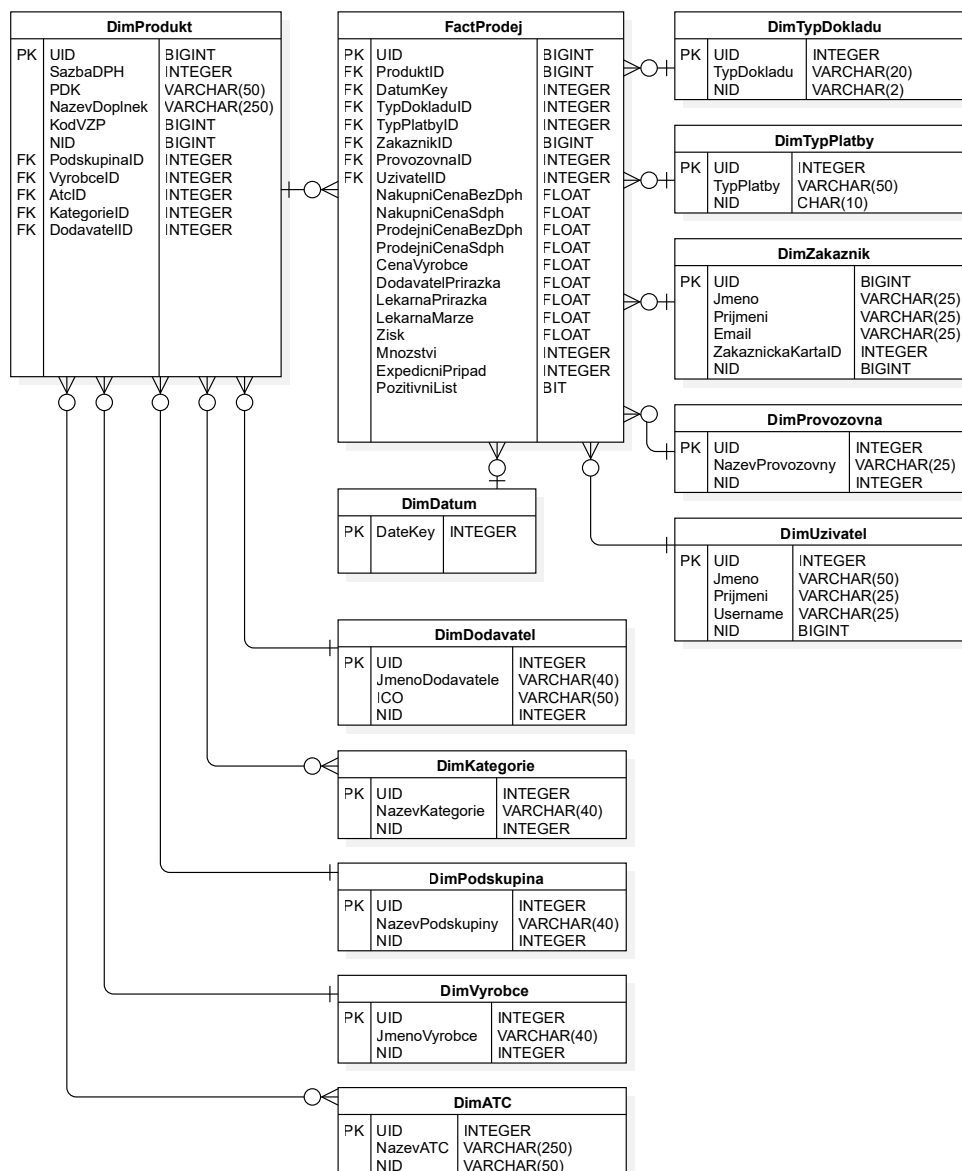 DimProdukt
PK UID BIGINT
SazbaDPH INTEGER
PDK VARCHAR(50)
NazevDoplnek VARCHAR(250)
KodVZP BIGINT
NID BIGINT
FK PodskupinaID INTEGER
FK VyrobceID INTEGER
FK AtcID INTEGER
FK KategorieID INTEGER
FK DodavatelID INTEGER
FactProdej
PK UID BIGINT
FK ProduktID BIGINT
FK DatumKey INTEGER
FK TypDokladuID INTEGER
FK TypPlatbyID INTEGER
FK ZakaznikID BIGINT
FK ProvozovnaID INTEGER
FK UzivatelID INTEGER
NakupniCenaBezDph FLOAT
NakupniCenaSdph FLOAT
ProdejniCenaBezDph FLOAT
ProdejniCenaSdph FLOAT
CenaVyrobce FLOAT
DodavatelPrirazka FLOAT
LekarnaPrirazka FLOAT
LekarnaMarze FLOAT
Zisk FLOAT
Mnozstvi INTEGER
ExpedicniPripad INTEGER
PozitivniList BIT
DimTypDokladu
PK UID INTEGER
TypDokladu VARCHAR(20)
NID VARCHAR(2)
DimTypPlatby
PK UID INTEGER
TypPlatby VARCHAR(50)
NID CHAR(10)
DimZakaznik
PK UID BIGINT
Jmeno VARCHAR(25)
Prijmeni VARCHAR(25)
Email VARCHAR(25)
ZakaznickaKartaID INTEGER
NID BIGINT
DimProvozovna
PK UID INTEGER
NazevProvozovny VARCHAR(25)
NID INTEGER
DimUzivatel
PK UID INTEGER
Jmeno VARCHAR(50)
Prijmeni VARCHAR(25)
Username VARCHAR(25)
NID BIGINT
DimDatum
PK DateKey INTEGER
DimDodavatel
PK UID INTEGER
JmenoDodavatele VARCHAR(40)
ICO VARCHAR(50)
NID INTEGER
DimKategorie
PK UID INTEGER
NazevKategorie VARCHAR(40)
NID INTEGER
DimPodskupina
PK UID INTEGER
NazevPodskupiny VARCHAR(40)
NID INTEGER
DimVyrobce
PK UID INTEGER
JmenoVyrobce VARCHAR(40)
NID INTEGER
DimATC
PK UID INTEGER
NazevATC VARCHAR(250)
NID VARCHAR(50)